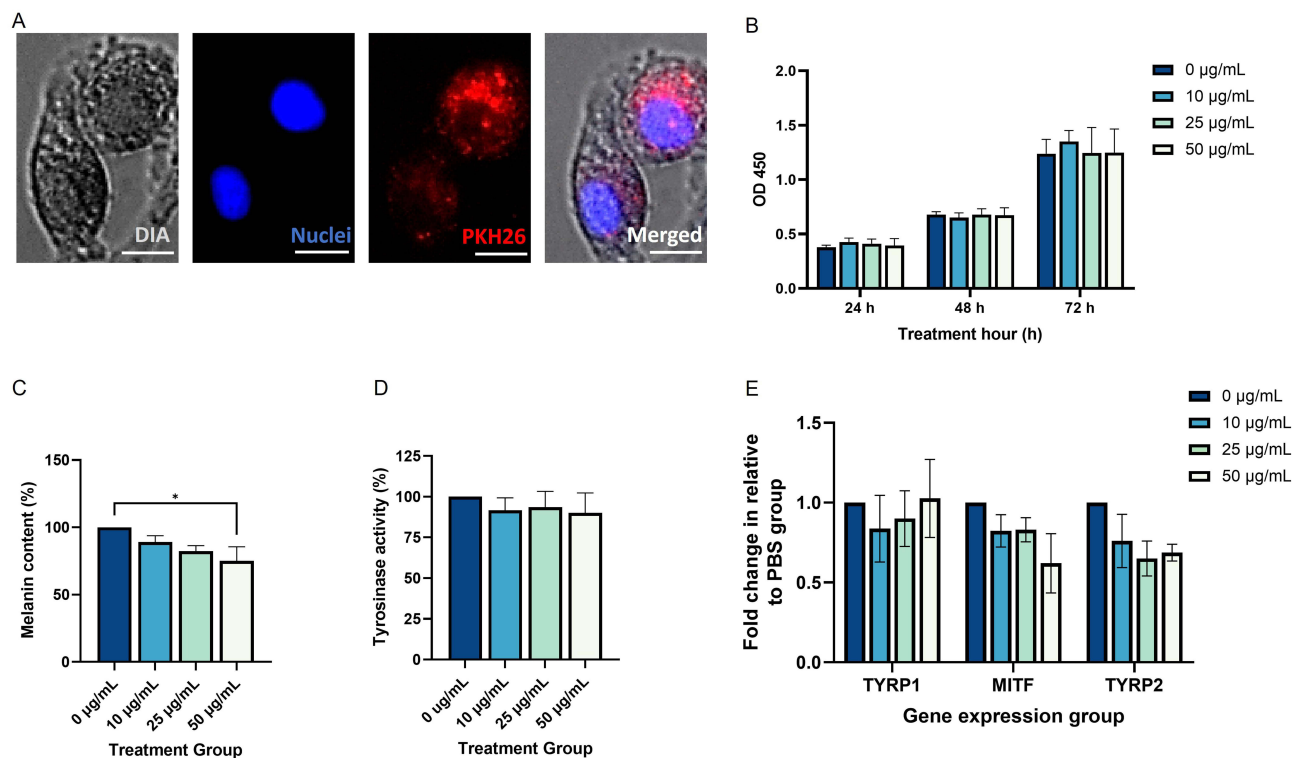 A
DIA
Nuclei
PKH26
Merged
B
2.0
1.5
1.0
0.5
0.0
OD 450
24 h
48 h
72 h
Treatment hour (h)
0 µg/mL
10 µg/mL
25 µg/mL
50 µg/mL
C
150
100
50
0
Melanin content (%)
*
0 µg/mL
10 µg/mL
25 µg/mL
50 µg/mL
Treatment Group
D
125
100
75
50
25
0
Tyrosinase activity (%)
0 µg/mL
10 µg/mL
25 µg/mL
50 µg/mL
Treatment Group
E
1.5
1.0
0.5
0.0
Fold change in relative
to PBS group
TYRP1
MITF
TYRP2
Gene expression group
0 µg/mL
10 µg/mL
25 µg/mL
50 µg/mL